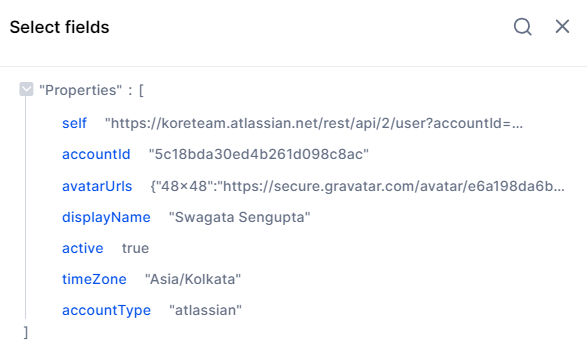 Select fields
"Properties" : [
self "https://koreteam.atlassian.net/rest/api/2/user?accountId=...
accountId "5c18bda30ed4b261d098c8ac"
avatarUrls {"48×48":"https://secure.gravatar.com/avatar/e6a198da6b...
displayName "Swagata Sengupta"
active true
timeZone "Asia/Kolkata"
accountType "atlassian"
]